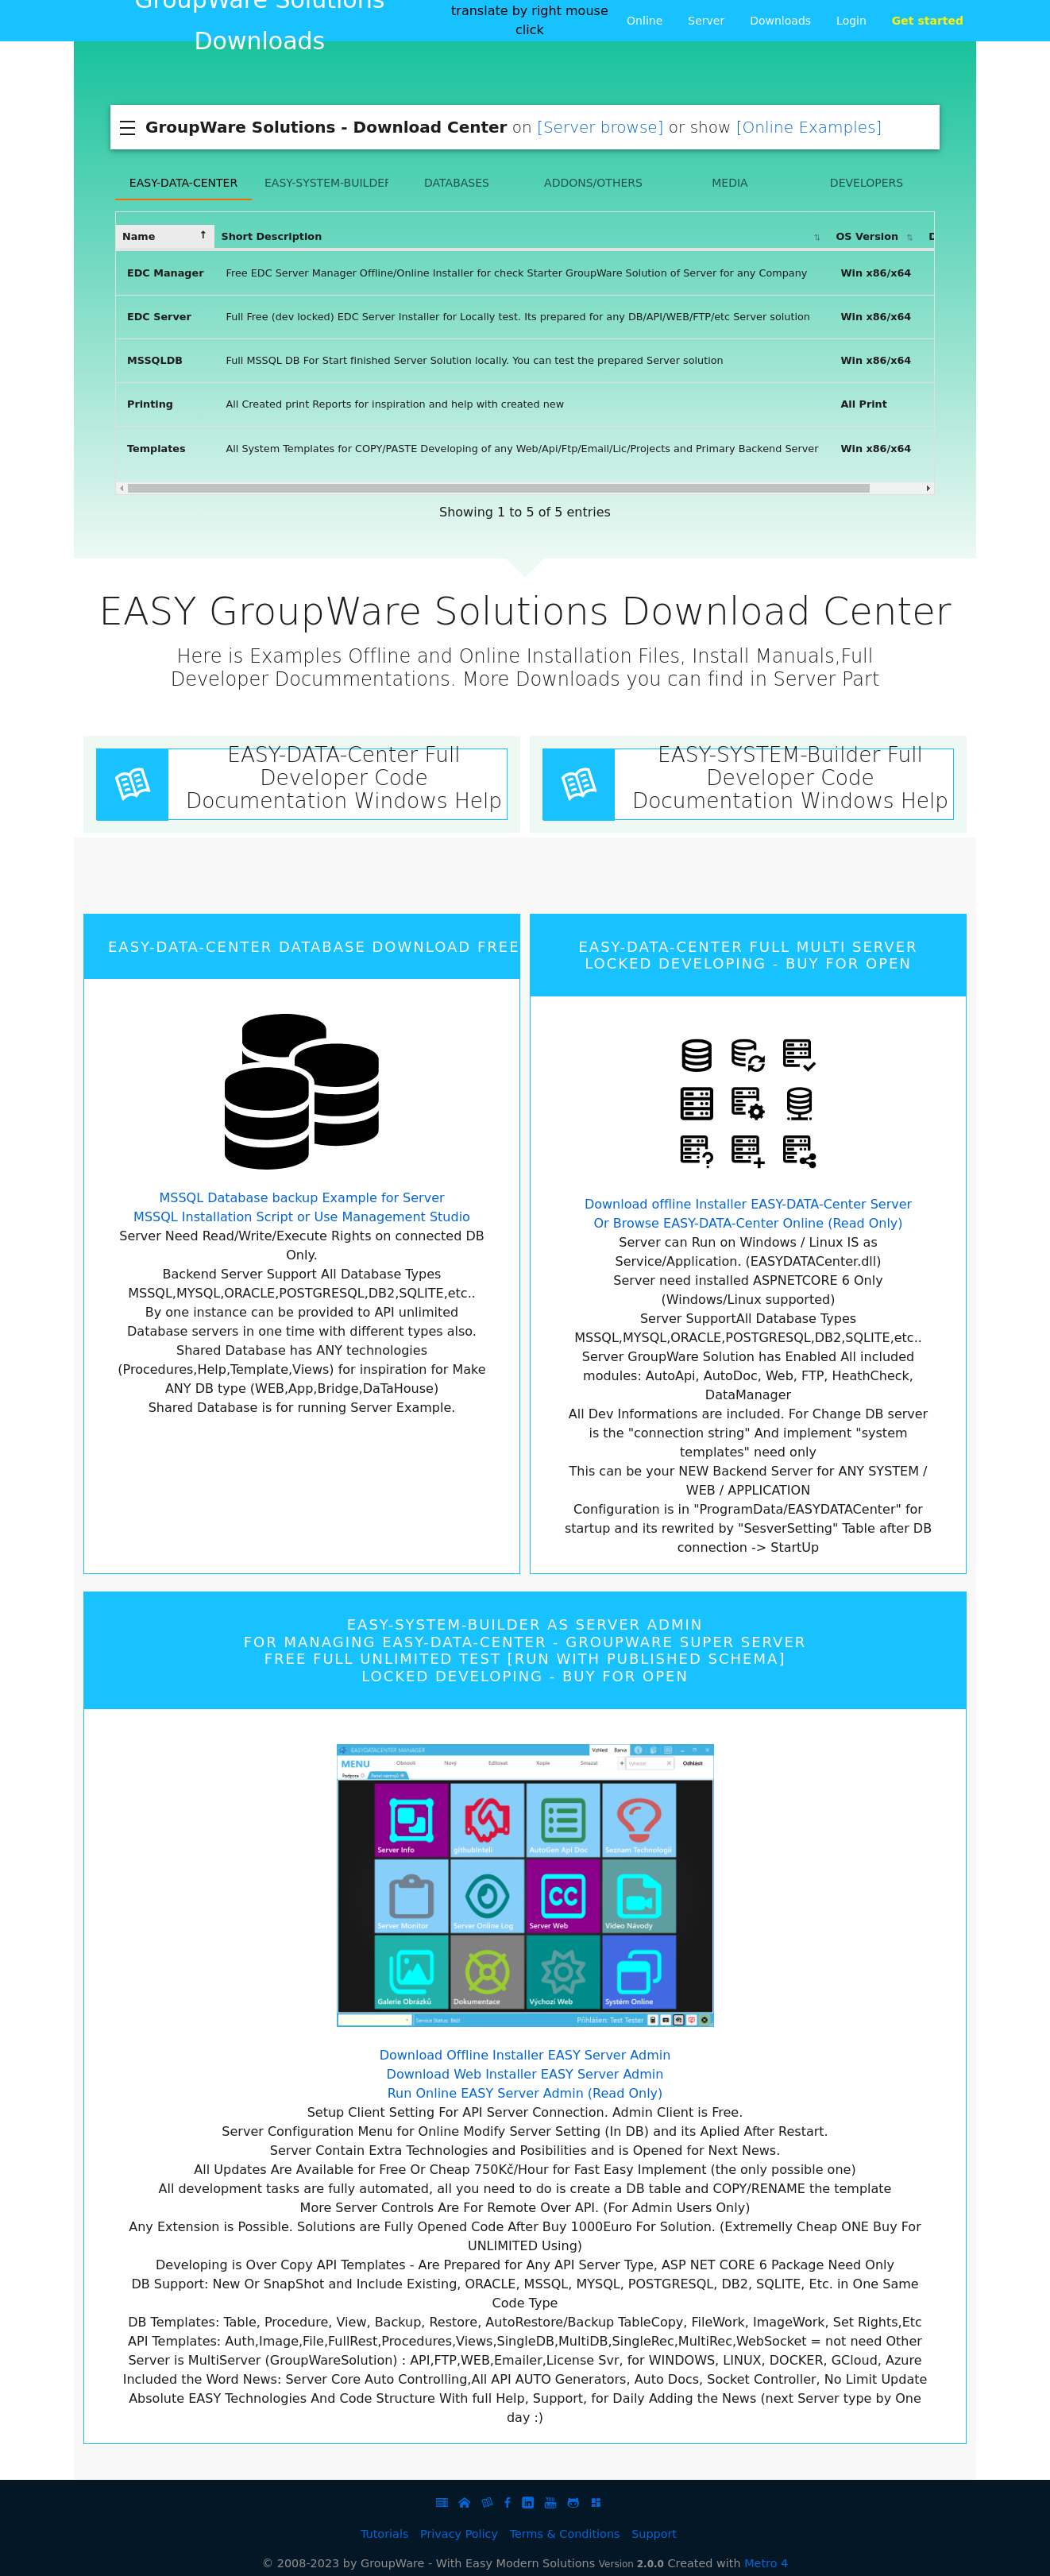 GroupWare Solutions
Downloads
translate by right mouse
click
Online
Server
Downloads
Login
Get started
GroupWare Solutions - Download Center on [Server browse] or show [Online Examples]
EASY-DATA-CENTER
EASY-SYSTEM-BUILDER
DATABASES
ADDONS/OTHERS
MEDIA
DEVELOPERS
Name
Short Description
OS Version
EDC Manager
Free EDC Server Manager Offline/Online Installer for check Starter GroupWare Solution of Server for any Company
Win x86/x64
EDC Server
Full Free (dev locked) EDC Server Installer for Locally test. Its prepared for any DB/API/WEB/FTP/etc Server solution
Win x86/x64
MSSQLDB
Full MSSQL DB For Start finished Server Solution locally. You can test the prepared Server solution
Win x86/x64
Printing
All Created print Reports for inspiration and help with created new
All Print
Templates
All System Templates for COPY/PASTE Developing of any Web/Api/Ftp/Email/Lic/Projects and Primary Backend Server
Win x86/x64
Showing 1 to 5 of 5 entries
EASY GroupWare Solutions Download Center
Here is Examples Offline and Online Installation Files, Install Manuals,Full
Developer Docummentations. More Downloads you can find in Server Part
EASY-DATA-Center Full
Developer Code
Documentation Windows Help
EASY-SYSTEM-Builder Full
Developer Code
Documentation Windows Help
EASY-DATA-CENTER DATABASE DOWNLOAD FREE
MSSQL Database backup Example for Server
MSSQL Installation Script or Use Management Studio
Server Need Read/Write/Execute Rights on connected DB
Only.
Backend Server Support All Database Types
MSSQL,MYSQL,ORACLE,POSTGRESQL,DB2,SQLITE,etc..
By one instance can be provided to API unlimited
Database servers in one time with different types also.
Shared Database has ANY technologies
(Procedures,Help,Template,Views) for inspiration for Make
ANY DB type (WEB,App,Bridge,DaTaHouse)
Shared Database is for running Server Example.
EASY-DATA-CENTER FULL MULTI SERVER
LOCKED DEVELOPING - BUY FOR OPEN
Download offline Installer EASY-DATA-Center Server
Or Browse EASY-DATA-Center Online (Read Only)
Server can Run on Windows / Linux IS as
Service/Application. (EASYDATACenter.dll)
Server need installed ASPNETCORE 6 Only
(Windows/Linux supported)
Server SupportAll Database Types
MSSQL,MYSQL,ORACLE,POSTGRESQL,DB2,SQLITE,etc..
Server GroupWare Solution has Enabled All included
modules: AutoApi, AutoDoc, Web, FTP, HeathCheck,
DataManager
All Dev Informations are included. For Change DB server
is the "connection string" And implement "system
templates" need only
This can be your NEW Backend Server for ANY SYSTEM /
WEB / APPLICATION
Configuration is in "ProgramData/EASYDATACenter" for
startup and its rewrited by "SesverSetting" Table after DB
connection -> StartUp
EASY-SYSTEM-BUILDER AS SERVER ADMIN
FOR MANAGING EASY-DATA-CENTER - GROUPWARE SUPER SERVER
FREE FULL UNLIMITED TEST [RUN WITH PUBLISHED SCHEMA]
LOCKED DEVELOPING - BUY FOR OPEN
EASYDATACENTER MANAGER
Vzhled
Barva
MENU
Obnovit
Nový
Editovat
Kopie
Smazat
Odhlásit
Podpora
Server Info
githubInteli
AutoGen Api Doc
Seznam Technologií
Server Monitor
Server Online Log
CC
Server Web
Video Návody
Galerie Obrázků
Dokumentace
Výchozí Web
Systém Online
Service Status: Běží
Přihlášen: Test Tester
Download Offline Installer EASY Server Admin
Download Web Installer EASY Server Admin
Run Online EASY Server Admin (Read Only)
Setup Client Setting For API Server Connection. Admin Client is Free.
Server Configuration Menu for Online Modify Server Setting (In DB) and its Aplied After Restart.
Server Contain Extra Technologies and Posibilities and is Opened for Next News.
All Updates Are Available for Free Or Cheap 750Kč/Hour for Fast Easy Implement (the only possible one)
All development tasks are fully automated, all you need to do is create a DB table and COPY/RENAME the template
More Server Controls Are For Remote Over API. (For Admin Users Only)
Any Extension is Possible. Solutions are Fully Opened Code After Buy 1000Euro For Solution. (Extremelly Cheap ONE Buy For
UNLIMITED Using)
Developing is Over Copy API Templates - Are Prepared for Any API Server Type, ASP NET CORE 6 Package Need Only
DB Support: New Or SnapShot and Include Existing, ORACLE, MSSQL, MYSQL, POSTGRESQL, DB2, SQLITE, Etc. in One Same
Code Type
DB Templates: Table, Procedure, View, Backup, Restore, AutoRestore/Backup TableCopy, FileWork, ImageWork, Set Rights,Etc
API Templates: Auth,Image,File,FullRest,Procedures,Views,SingleDB,MultiDB,SingleRec,MultiRec,WebSocket = not need Other
Server is MultiServer (GroupWareSolution) : API,FTP,WEB,Emailer,License Svr, for WINDOWS, LINUX, DOCKER, GCloud, Azure
Included the Word News: Server Core Auto Controlling,All API AUTO Generators, Auto Docs, Socket Controller, No Limit Update
Absolute EASY Technologies And Code Structure With full Help, Support, for Daily Adding the News (next Server type by One
day :)
Tutorials
Privacy Policy
Terms & Conditions
Support
© 2008-2023 by GroupWare - With Easy Modern Solutions Version 2.0.0 Created with Metro 4